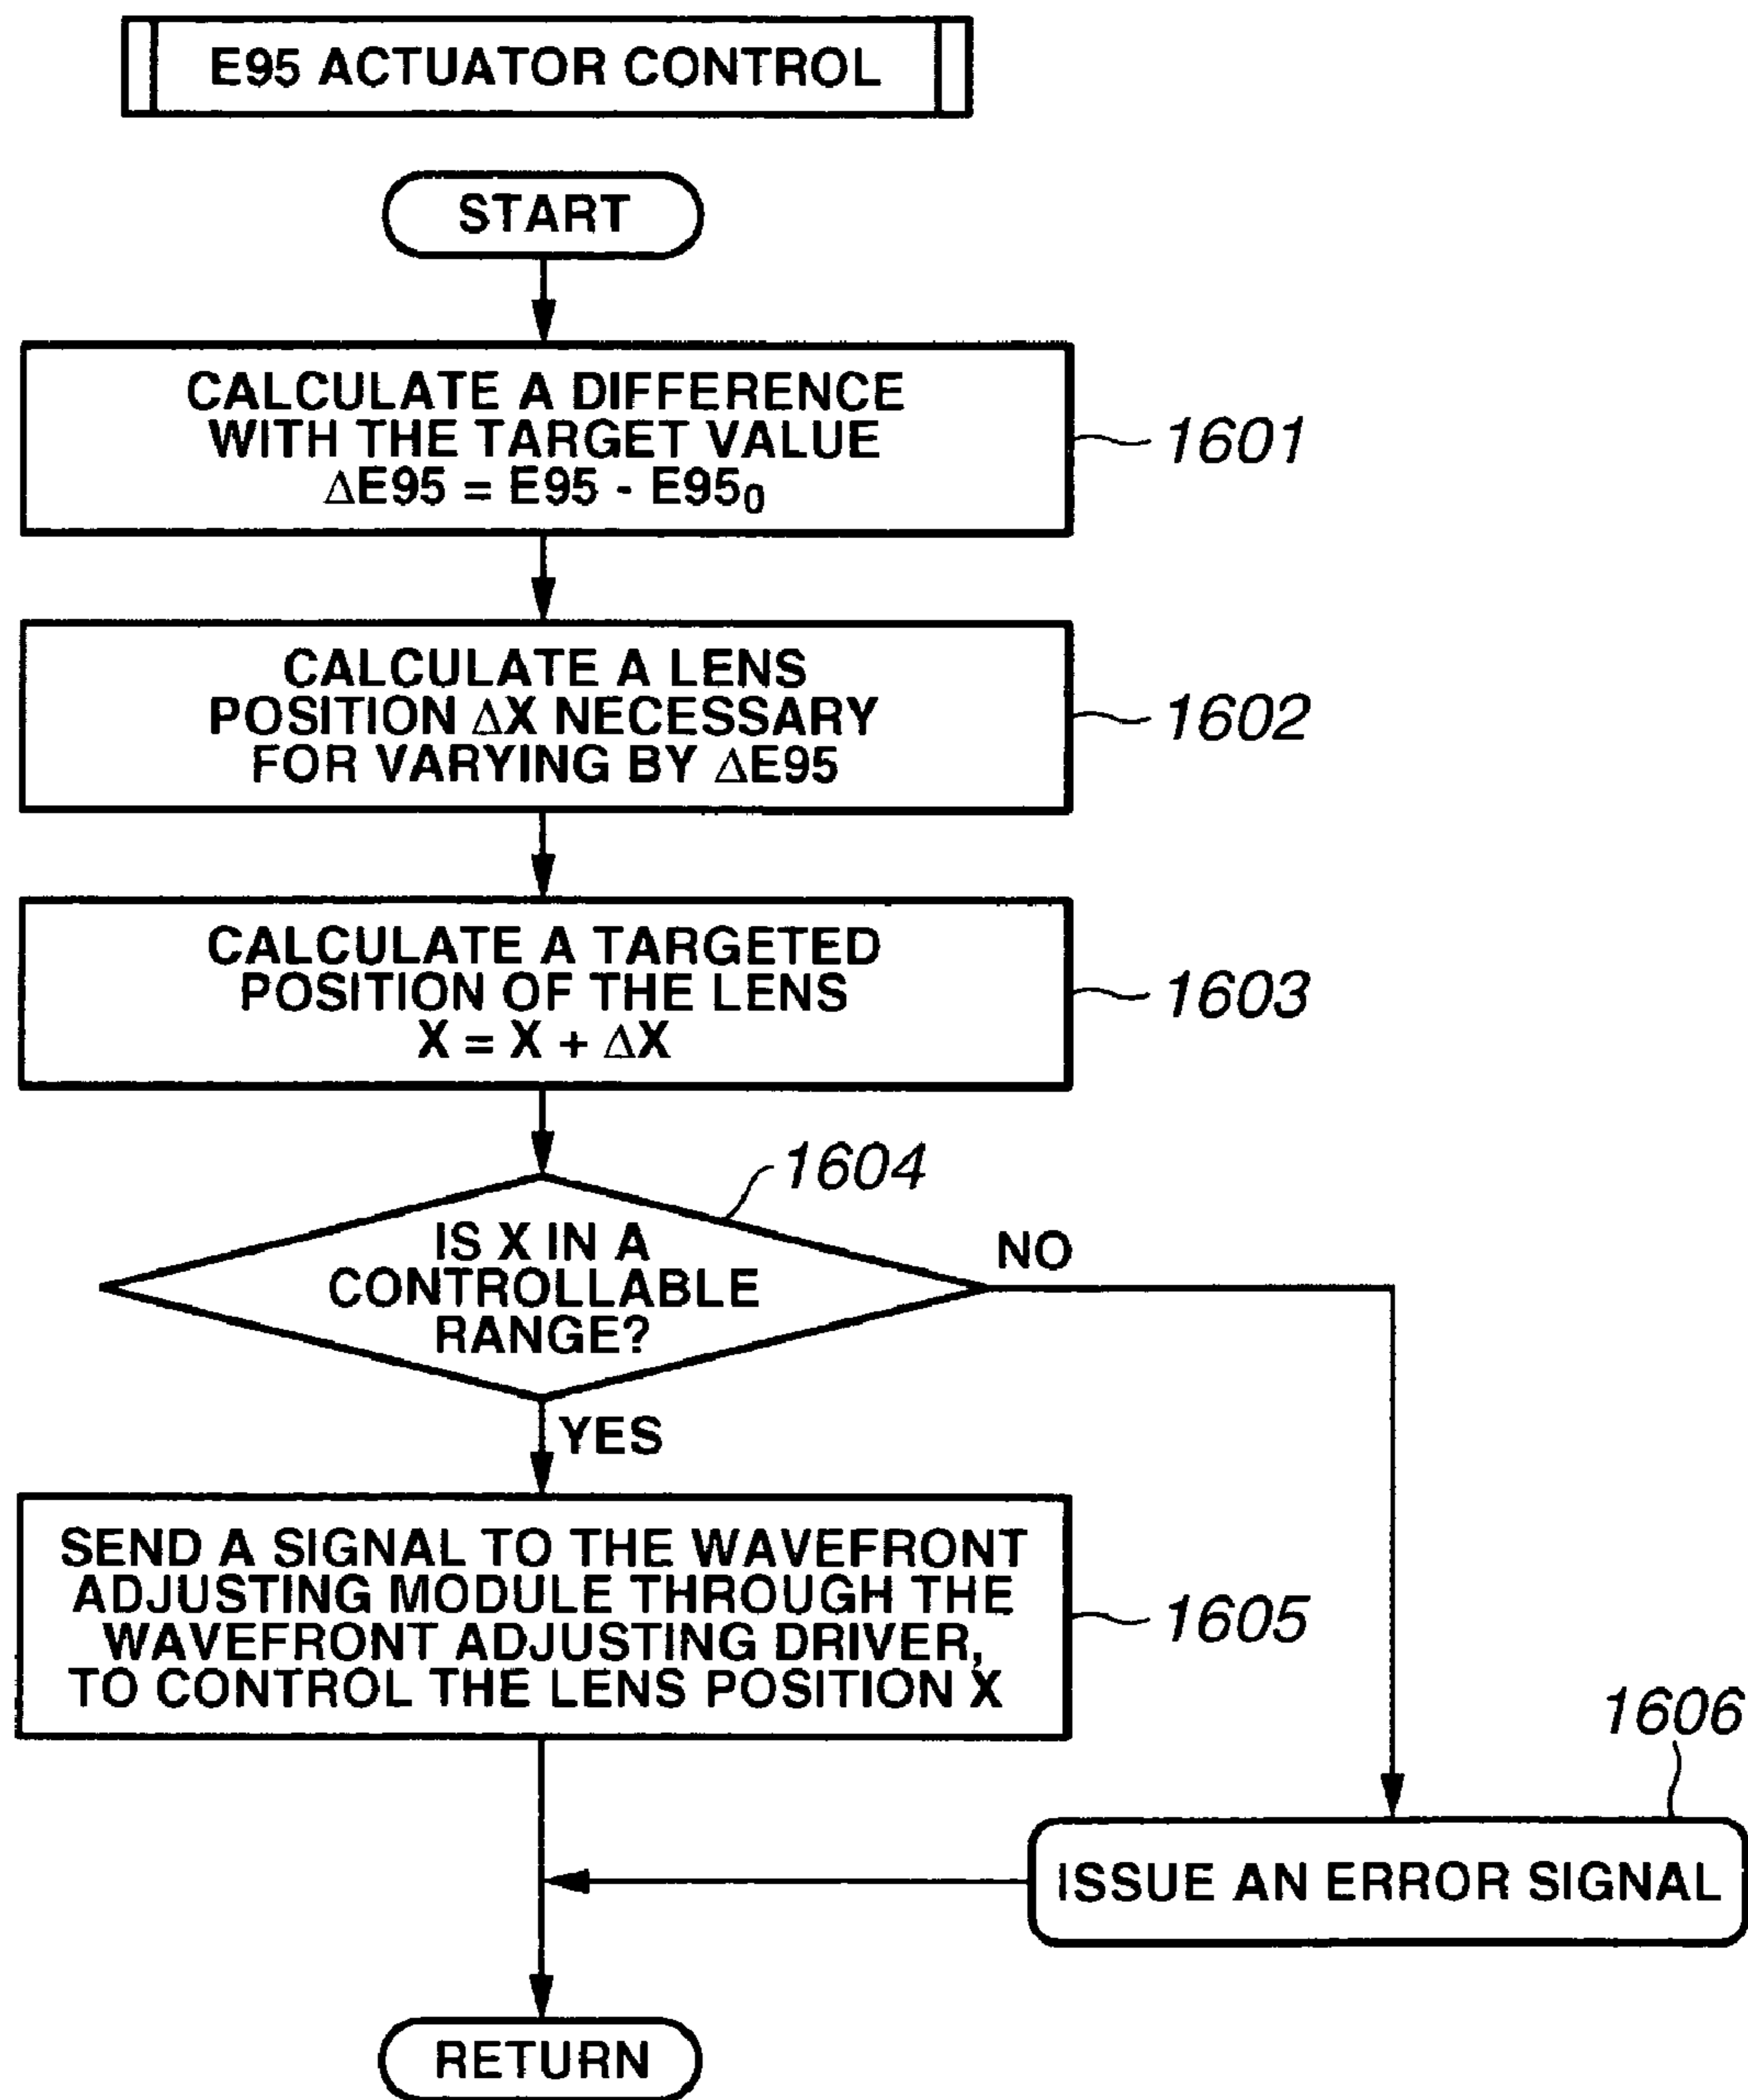 E95 ACTUATOR CONTROL
START
CALCULATE A DIFFERENCE
WITH THE TARGET VALUE
ΔE95 = E95 - E95₀
1601
CALCULATE A LENS
POSITION ΔX NECESSARY
FOR VARYING BY ΔE95
1602
CALCULATE A TARGETED
POSITION OF THE LENS
X = X + ΔX
1603
1604
IS X IN A
CONTROLLABLE
RANGE?
NO
YES
SEND A SIGNAL TO THE WAVEFRONT
ADJUSTING MODULE THROUGH THE
WAVEFRONT ADJUSTING DRIVER,
TO CONTROL THE LENS POSITION X
1605
1606
ISSUE AN ERROR SIGNAL
RETURN